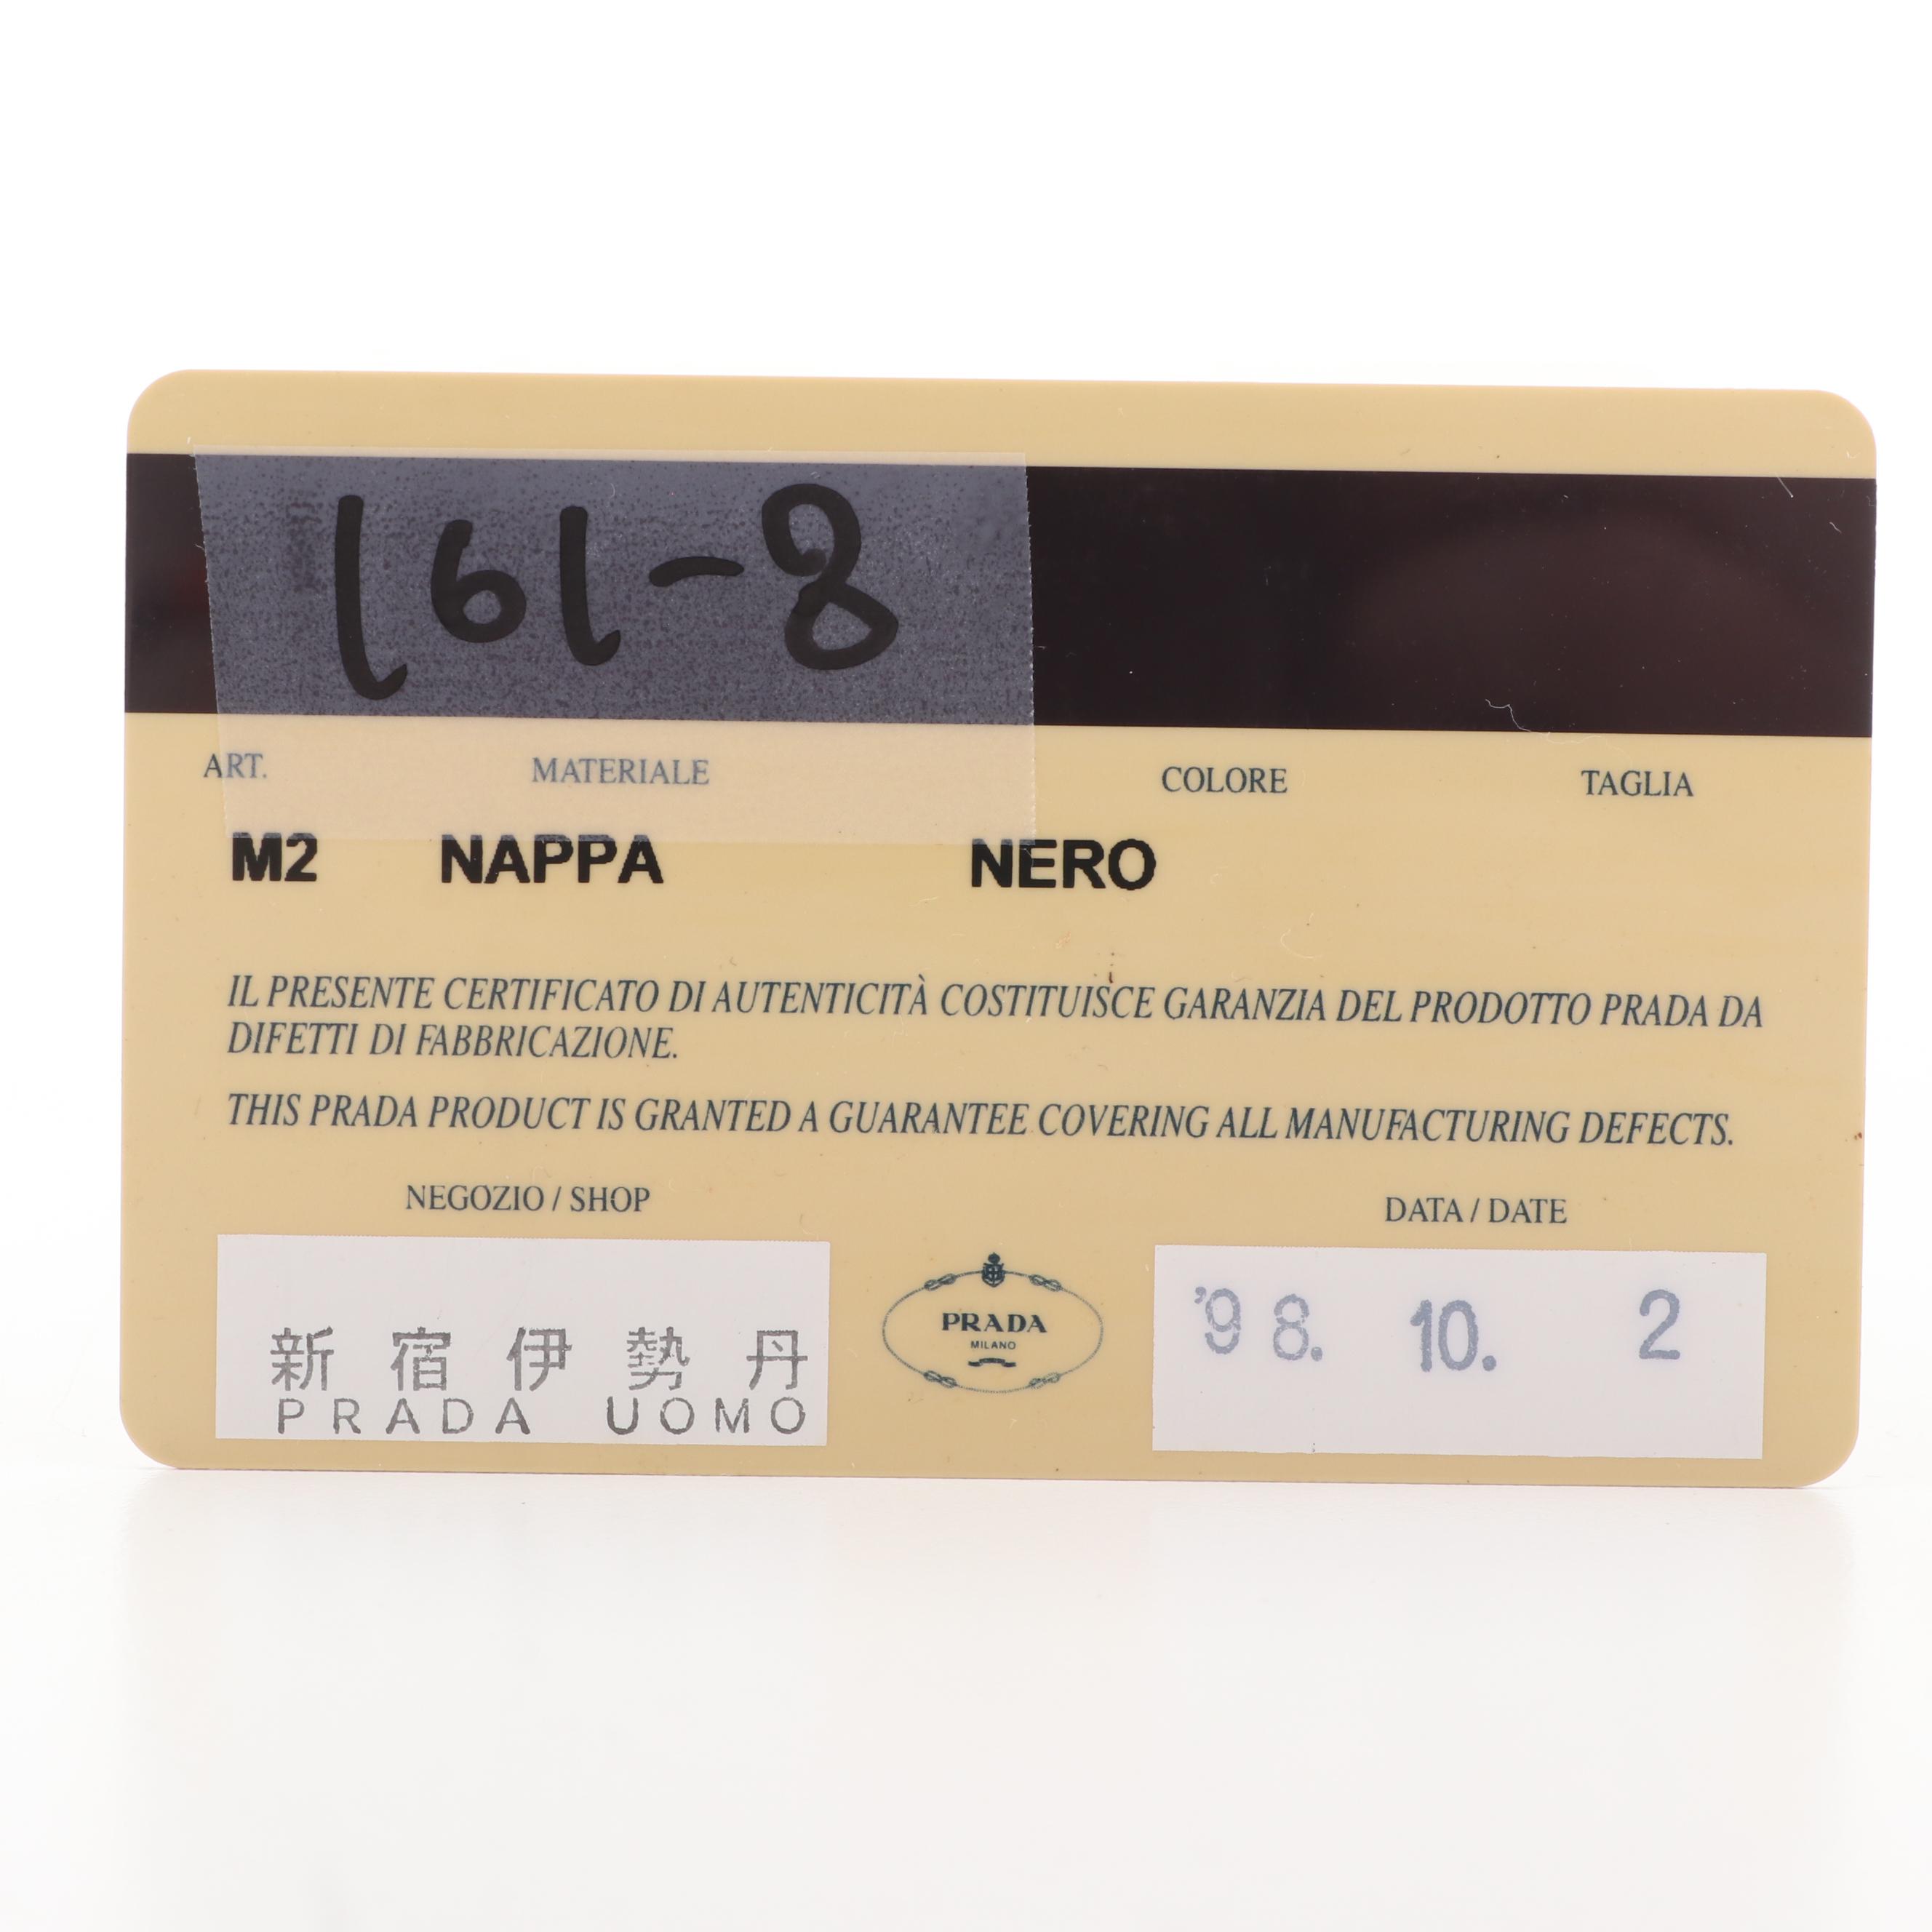 161-8
ART. MATERIALE COLORE TAGLIA
M2 NAPPA NERO
IL PRESENTE CERTIFICATO DI AUTENTICITÀ COSTITUISCE GARANZIA DEL PRODOTTO PRADA DA
DIFETTI DI FABBRICAZIONE.
THIS PRADA PRODUCT IS GRANTED A GUARANTEE COVERING ALL MANUFACTURING DEFECTS.
NEGOZIO / SHOP
新宿伊勢丹
PRADA UOMO
PRADA
MILANO
DATA / DATE
'98. 10. 2